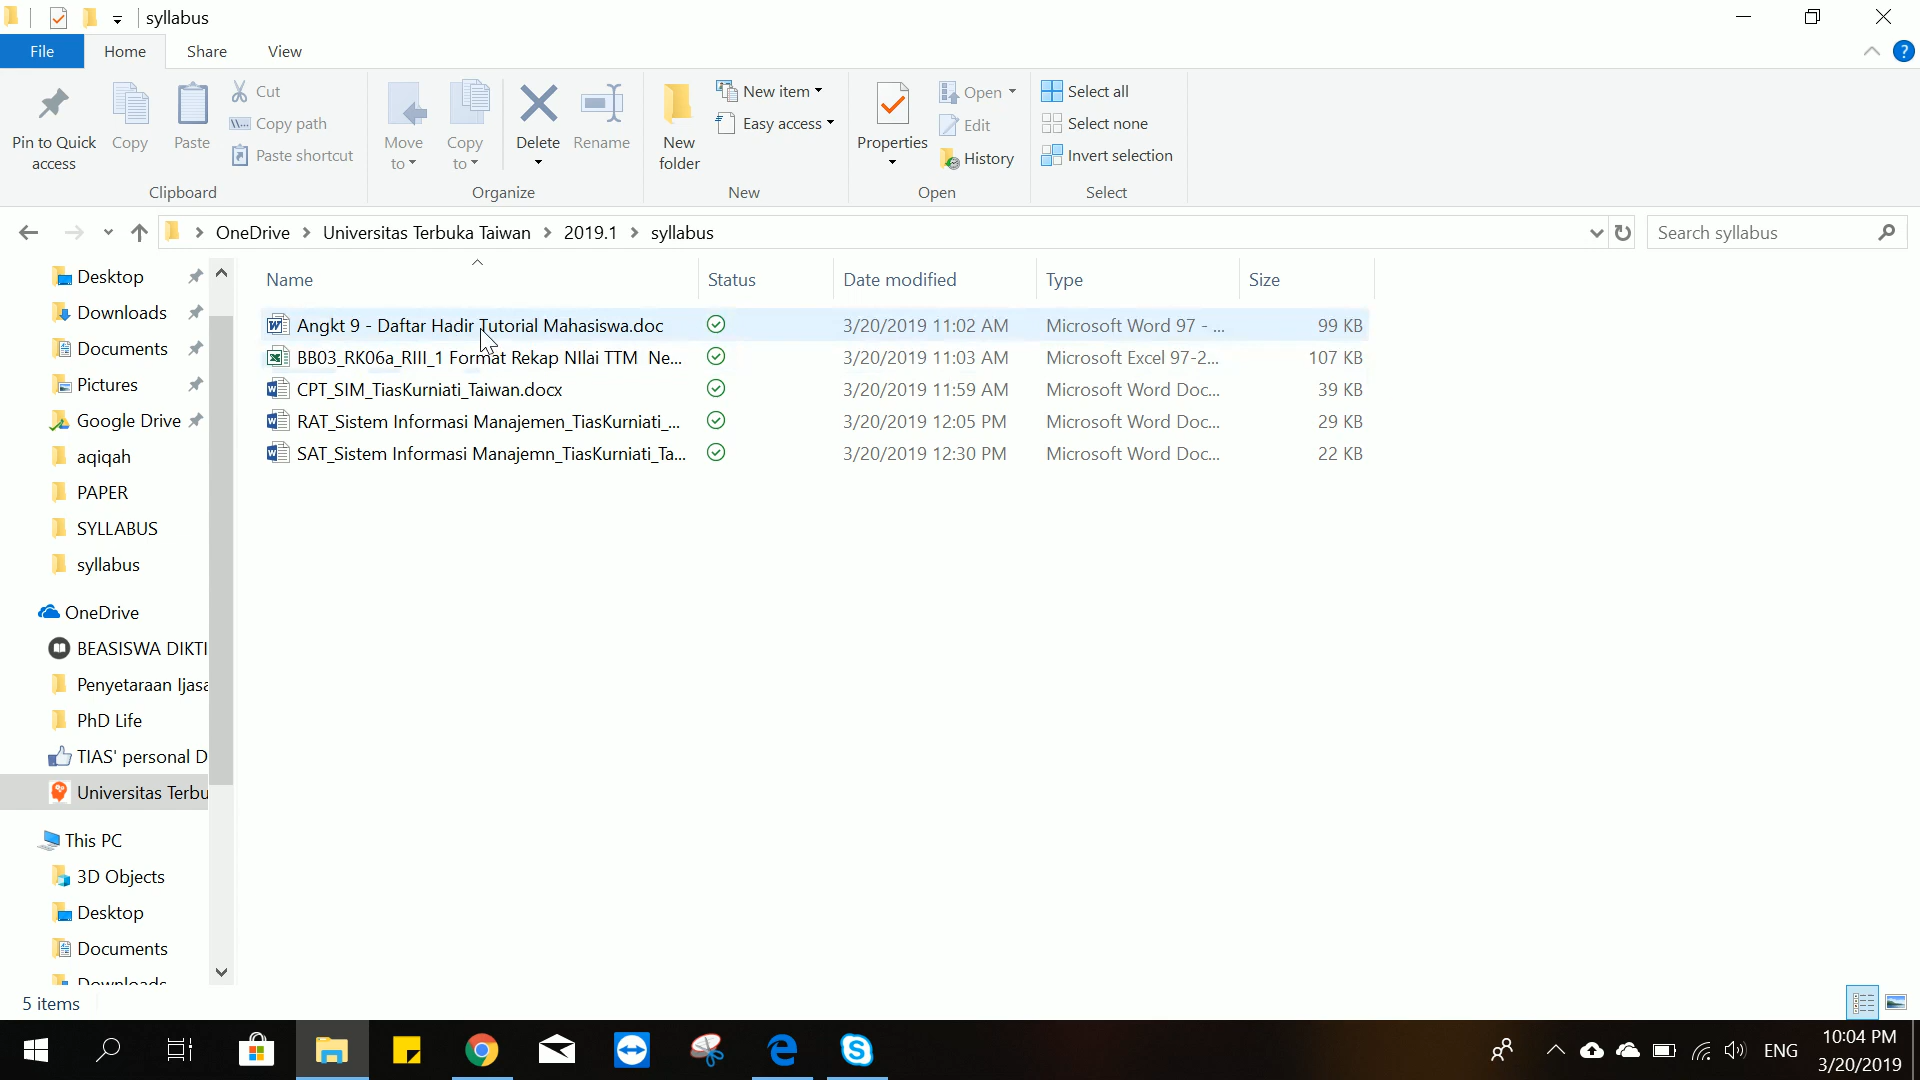 syllabus
File Home Share View
Pin to Quick access
Copy
Paste
Cut
Copy path
Paste shortcut
Clipboard
Move to
Copy to
Delete
Rename
Organize
New folder
New item
Easy access
New
Properties
Open
Edit
History
Open
Select all
Select none
Invert selection
Select
OneDrive > Universitas Terbuka Taiwan > 2019.1 > syllabus
Search syllabus
Name Status Date modified Type Size
Angkt 9 - Daftar Hadir Tutorial Mahasiswa.doc 3/20/2019 11:02 AM Microsoft Word 97 - ... 99 KB
BB03_RK06a_RIII_1 Format Rekap NIlai TTM Ne... 3/20/2019 11:03 AM Microsoft Excel 97-2... 107 KB
CPT_SIM_TiasKurniati_Taiwan.docx 3/20/2019 11:59 AM Microsoft Word Doc... 39 KB
RAT_Sistem Informasi Manajemen_TiasKurniati_... 3/20/2019 12:05 PM Microsoft Word Doc... 29 KB
SAT_Sistem Informasi Manajemn_TiasKurniati_Ta... 3/20/2019 12:30 PM Microsoft Word Doc... 22 KB
Desktop
Downloads
Documents
Pictures
Google Drive
aqiqah
PAPER
SYLLABUS
syllabus
OneDrive
BEASISWA DIKTI
Penyetaraan Ijasa
PhD Life
TIAS' personal D
Universitas Terbu
This PC
3D Objects
Desktop
Documents
Downloads
5 items
ENG
10:04 PM
3/20/2019